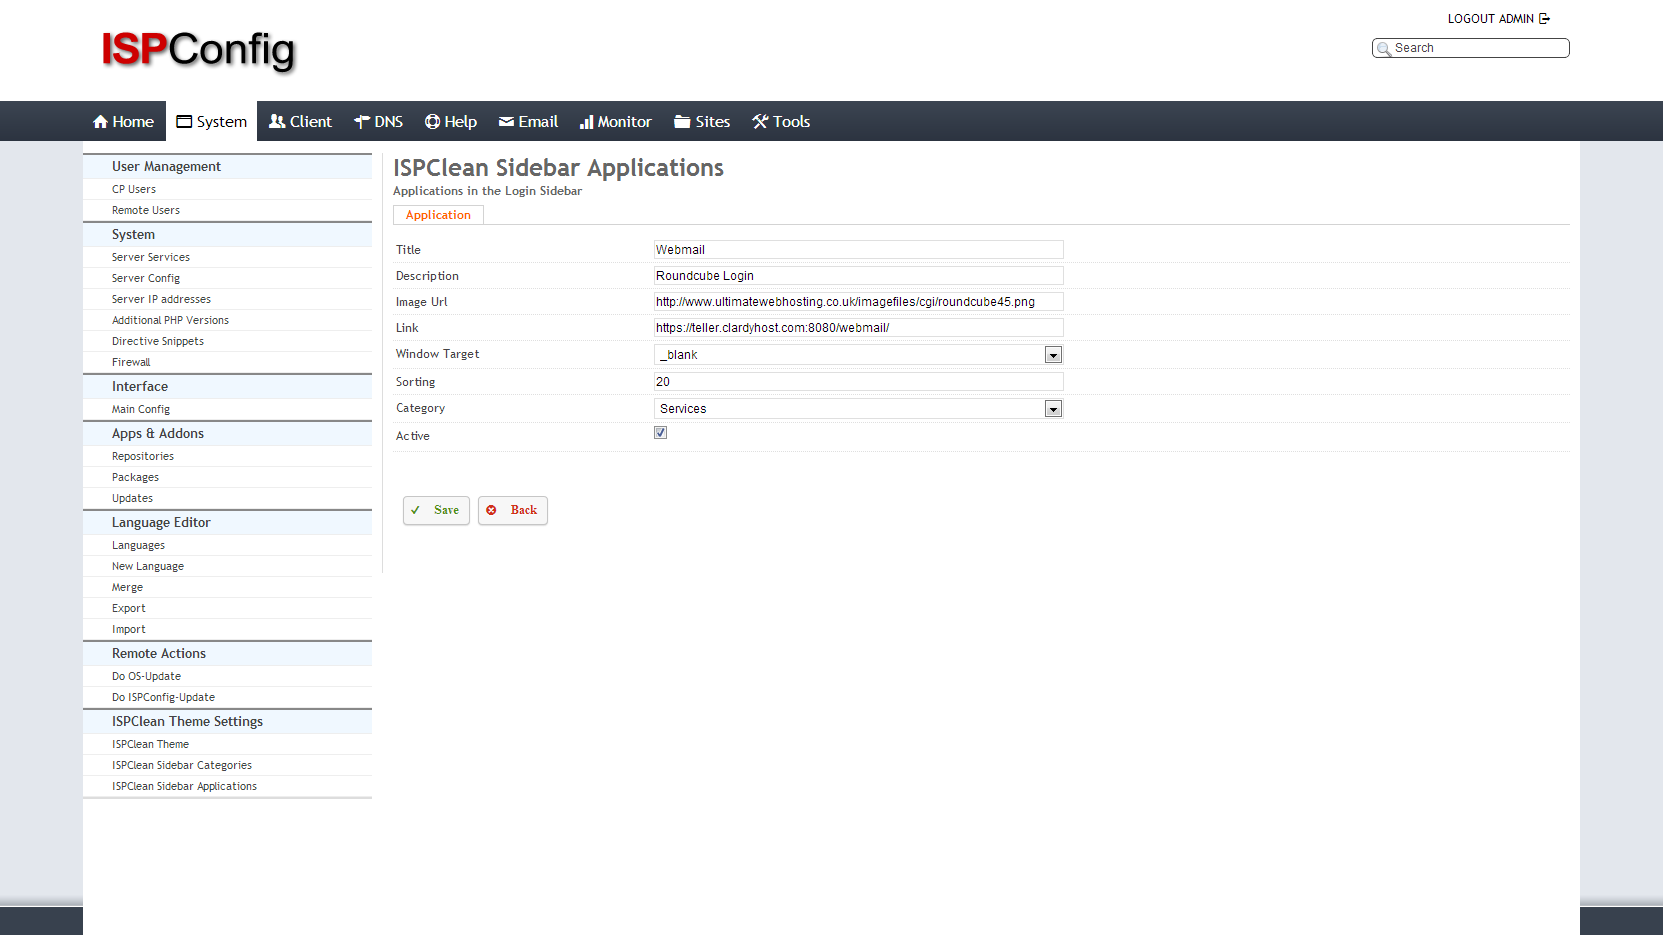 LOGOUT ADMIN
ISPConfig
Search
Home System Client DNS Help Email Monitor Sites Tools
User Management
CP Users
Remote Users
System
Server Services
Server Config
Server IP addresses
Additional PHP Versions
Directive Snippets
Firewall
Interface
Main Config
Apps & Addons
Repositories
Packages
Updates
Language Editor
Languages
New Language
Merge
Export
Import
Remote Actions
Do OS-Update
Do ISPConfig-Update
ISPClean Theme Settings
ISPClean Theme
ISPClean Sidebar Categories
ISPClean Sidebar Applications
ISPClean Sidebar Applications
Applications in the Login Sidebar
Application
Title Webmail
Description Roundcube Login
Image Url http://www.ultimatewebhosting.co.uk/imagefiles/cgi/roundcube45.png
Link https://teller.clardyhost.com:8080/webmail/
Window Target _blank
Sorting 20
Category Services
Active
Save Back